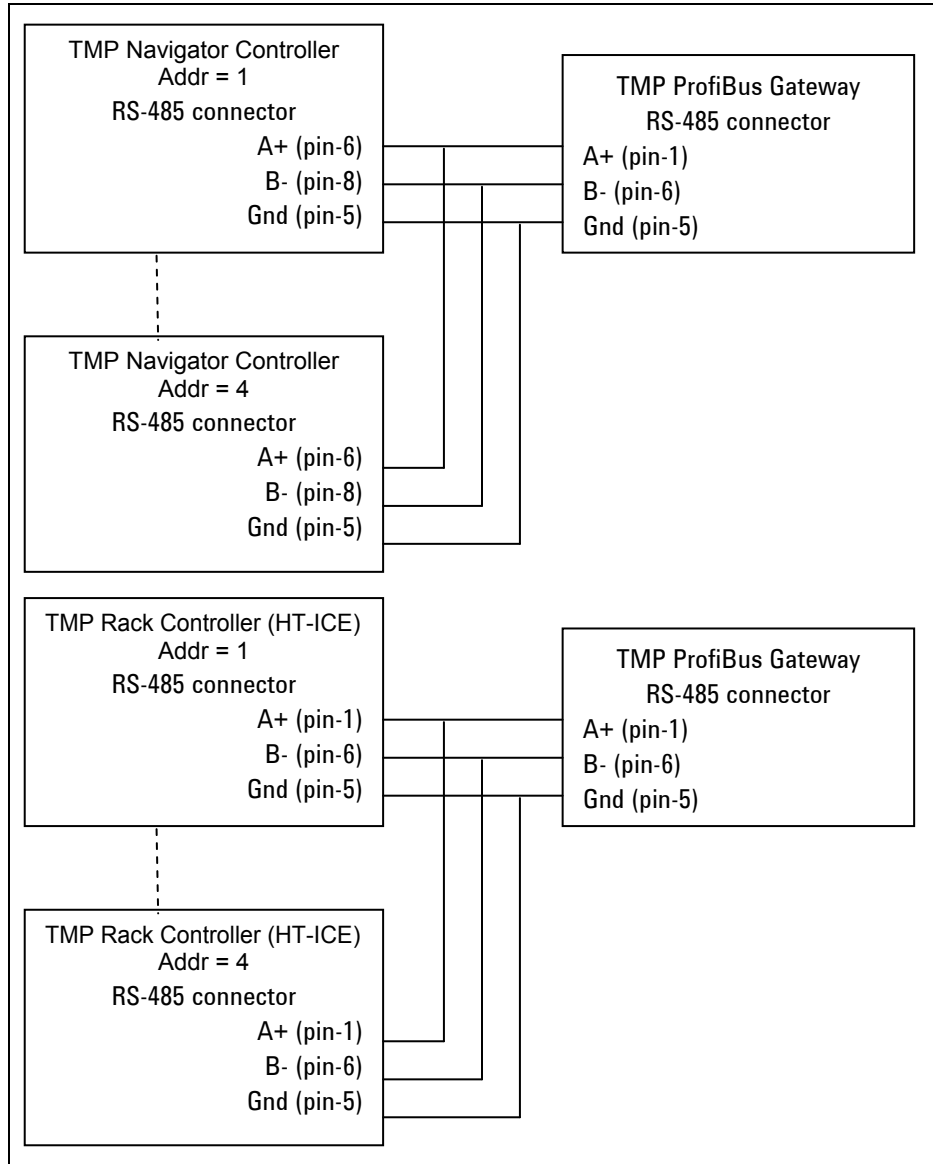 TMP Navigator Controller
Addr = 1
RS-485 connector
A+ (pin-6)
B- (pin-8)
Gnd (pin-5)
TMP ProfiBus Gateway
RS-485 connector
A+ (pin-1)
B- (pin-6)
Gnd (pin-5)
TMP Navigator Controller
Addr = 4
RS-485 connector
A+ (pin-6)
B- (pin-8)
Gnd (pin-5)
TMP Rack Controller (HT-ICE)
Addr = 1
RS-485 connector
A+ (pin-1)
B- (pin-6)
Gnd (pin-5)
TMP ProfiBus Gateway
RS-485 connector
A+ (pin-1)
B- (pin-6)
Gnd (pin-5)
TMP Rack Controller (HT-ICE)
Addr = 4
RS-485 connector
A+ (pin-1)
B- (pin-6)
Gnd (pin-5)